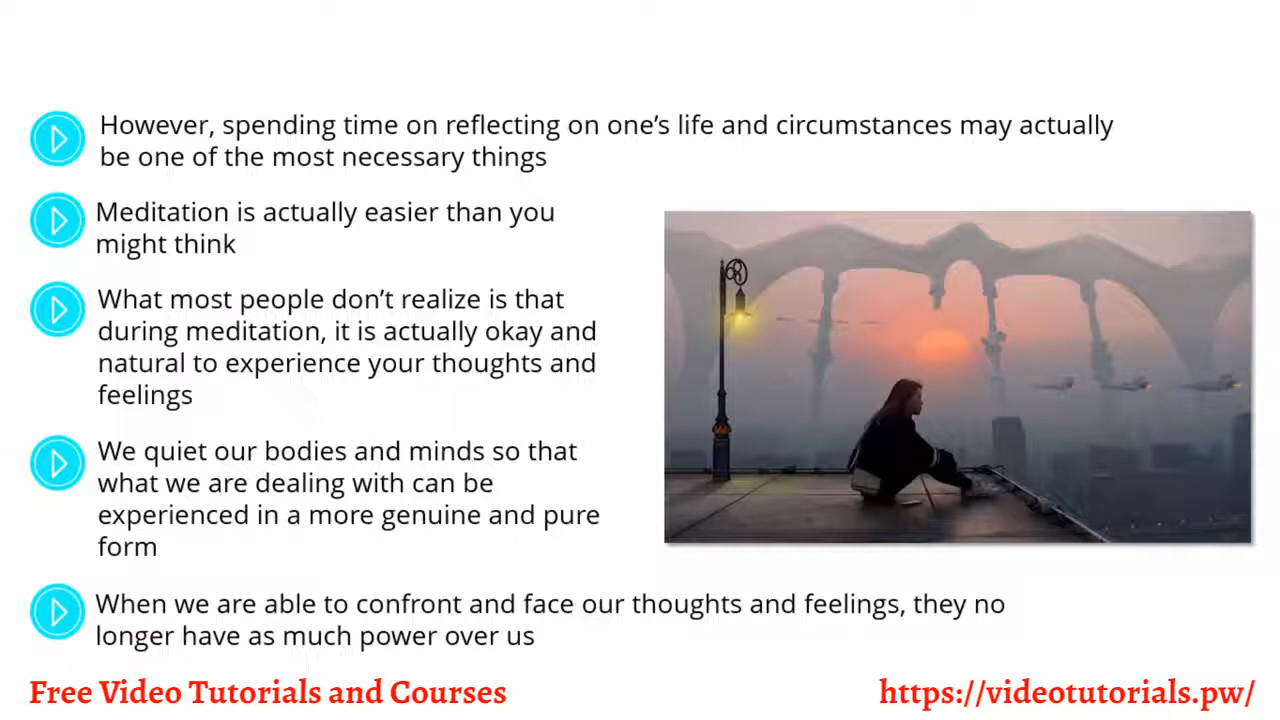 However, spending time on reflecting on one’s life and circumstances may actually
be one of the most necessary things
Meditation is actually easier than you
might think
What most people don’t realize is that
during meditation, it is actually okay and
natural to experience your thoughts and
feelings
We quiet our bodies and minds so that
what we are dealing with can be
experienced in a more genuine and pure
form
When we are able to confront and face our thoughts and feelings, they no
longer have as much power over us
Free Video Tutorials and Courses
https://videotutorials.pw/